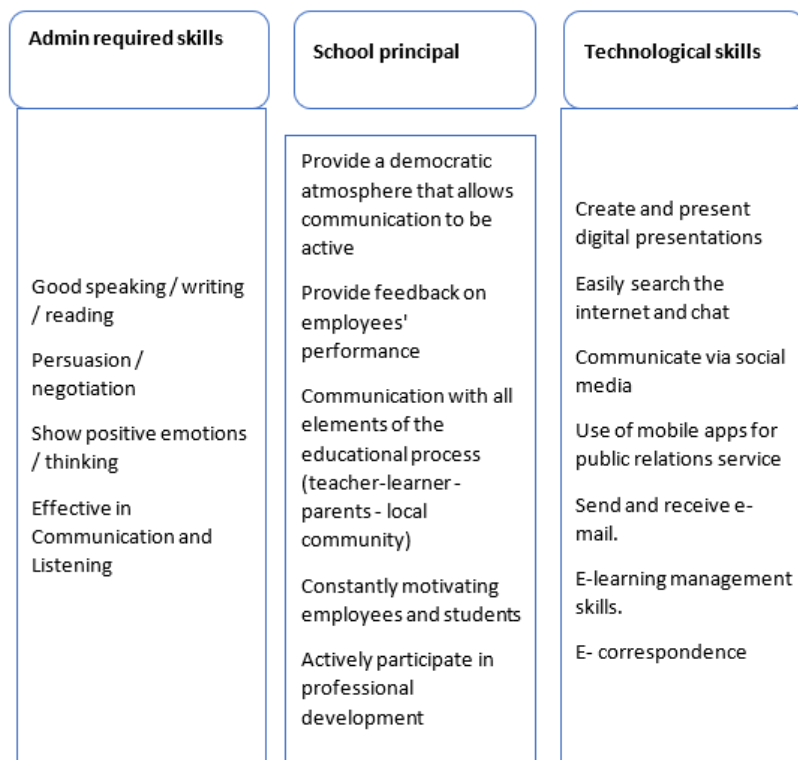 Admin required skills
Good speaking / writing
/ reading
Persuasion /
negotiation
Show positive emotions
/ thinking
Effective in
Communication and
Listening
School principal
Provide a democratic
atmosphere that allows
communication to be
active
Provide feedback on
employees'
performance
Communication with all
elements of the
educational process
(teacher-learner -
parents - local
community)
Constantly motivating
employees and students
Actively participate in
professional
development
Technological skills
Create and present
digital presentations
Easily search the
internet and chat
Communicate via social
media
Use of mobile apps for
public relations service
Send and receive e-
mail.
E-learning management
skills.
E- correspondence